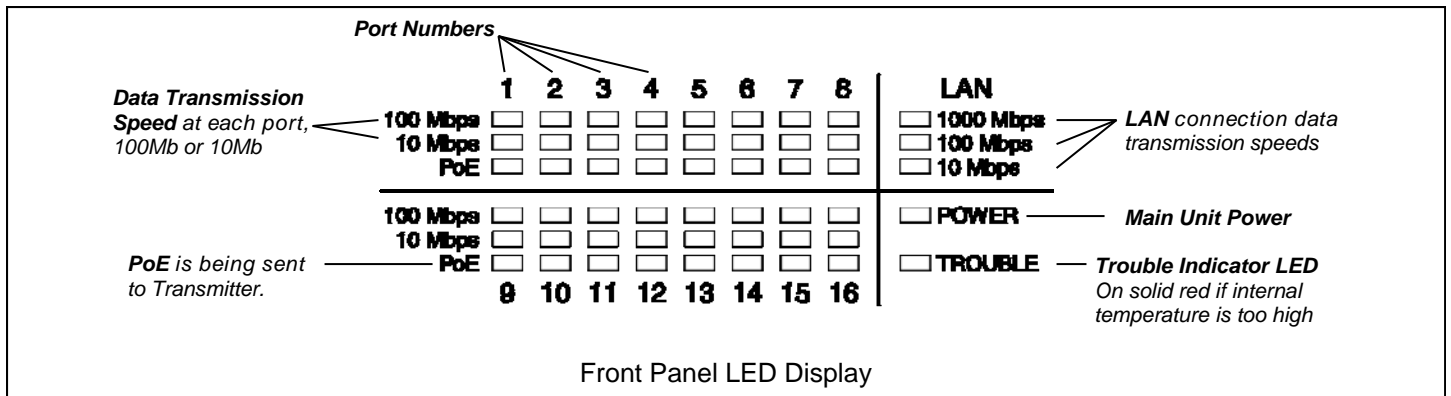 Port Numbers
1 2 3 4 5 6 7 8 LAN
Data Transmission
Speed at each port,
100Mb or 10Mb
100 Mbps
10 Mbps
PoE
1000 Mbps
100 Mbps
10 Mbps
LAN connection data
transmission speeds
100 Mbps
10 Mbps
PoE
POWER
TROUBLE
Main Unit Power
PoE is being sent
to Transmitter.
Trouble Indicator LED
On solid red if internal
temperature is too high
9 10 11 12 13 14 15 16
Front Panel LED Display